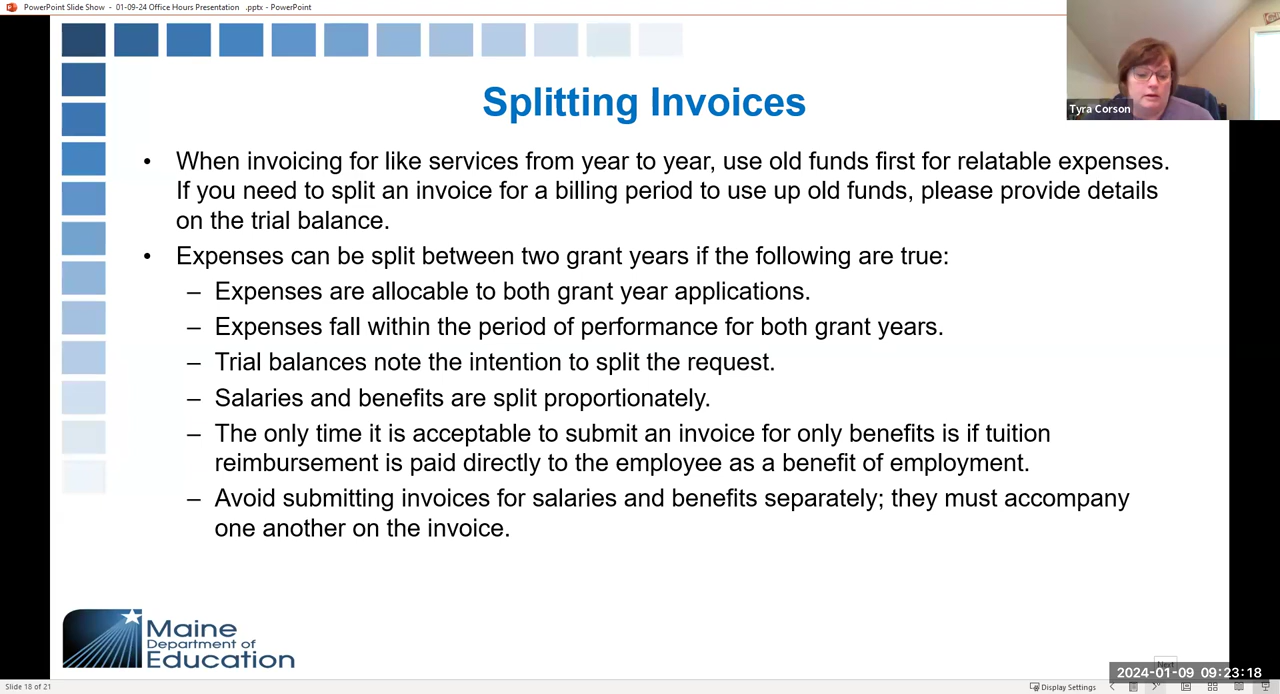 PowerPoint Slide Show - 01-09-24 Office Hours Presentation .pptx - PowerPoint
Tyra Corson
Splitting Invoices
• When invoicing for like services from year to year, use old funds first for relatable expenses.
If you need to split an invoice for a billing period to use up old funds, please provide details
on the trial balance.
• Expenses can be split between two grant years if the following are true:
– Expenses are allocable to both grant year applications.
– Expenses fall within the period of performance for both grant years.
– Trial balances note the intention to split the request.
– Salaries and benefits are split proportionately.
– The only time it is acceptable to submit an invoice for only benefits is if tuition
reimbursement is paid directly to the employee as a benefit of employment.
– Avoid submitting invoices for salaries and benefits separately; they must accompany
one another on the invoice.
Maine
Department of
Education
Next
2024-01-09 09:23:18
Slide 18 of 21
Display Settings